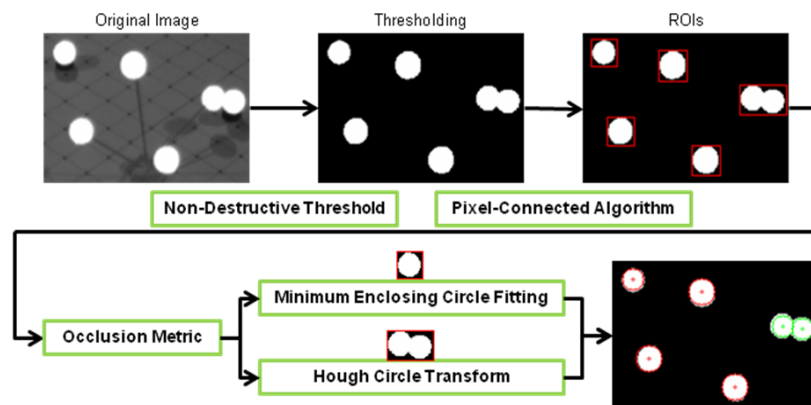 Original Image
Thresholding
ROIs
Non-Destructive Threshold
Pixel-Connected Algorithm
Occlusion Metric
Minimum Enclosing Circle Fitting
Hough Circle Transform